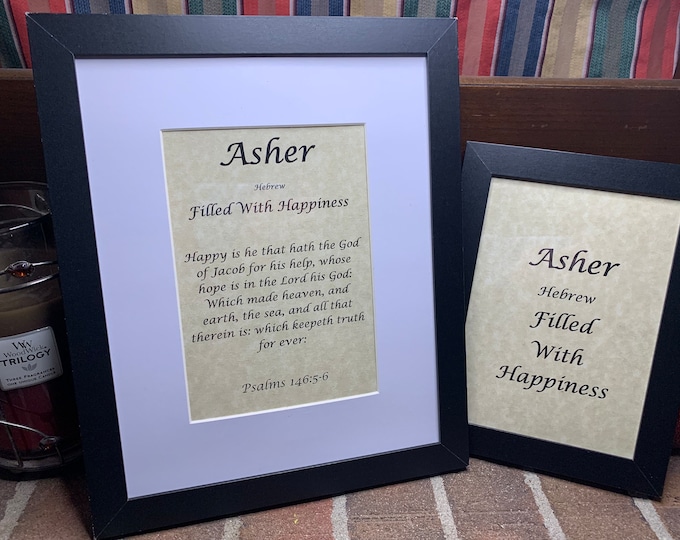 Asher
Hebrew
Filled With Happiness
Happy is he that hath the God
of Jacob for his help, whose
hope is in the Lord his God:
Which made heaven, and
earth, the sea, and all that
therein is: which keepeth truth
for ever:
Psalms 146:5-6
Asher
Hebrew
Filled
With
Happiness
WW
WoodWick
TRILOGY